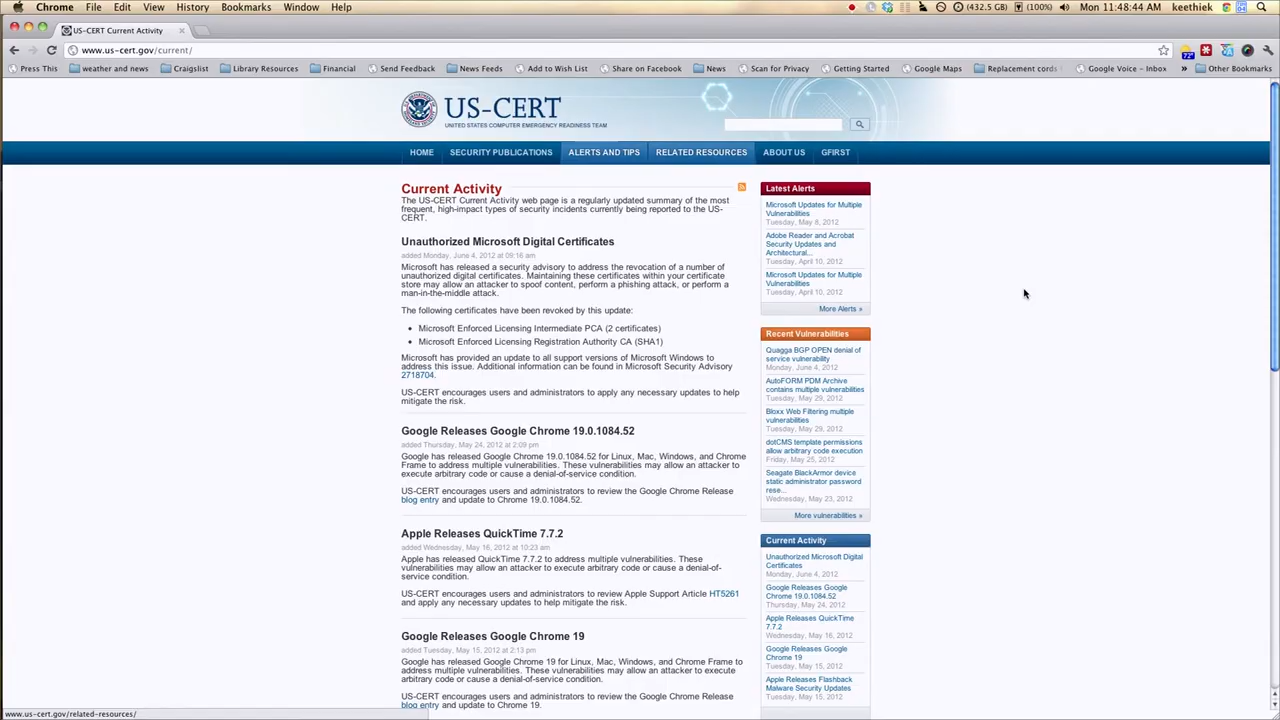 Chrome File Edit View History Bookmarks Window Help (432.5 GB) (100%) Mon 11:48:44 AM keethiek
US-CERT Current Activity
www.us-cert.gov/current/
Press This weather and news Craigslist Library Resources Financial Send Feedback News Feeds Add to Wish List Share on Facebook News Scan for Privacy Getting Started Google Maps Replacement cords Google Voice – Inbox » Other Bookmarks
US-CERT
UNITED STATES COMPUTER EMERGENCY READINESS TEAM
HOME SECURITY PUBLICATIONS ALERTS AND TIPS RELATED RESOURCES ABOUT US GFIRST
Current Activity
The US-CERT Current Activity web page is a regularly updated summary of the most
frequent, high-impact types of security incidents currently being reported to the US-
CERT.
Unauthorized Microsoft Digital Certificates
added Monday, June 4, 2012 at 09:16 am
Microsoft has released a security advisory to address the revocation of a number of
unauthorized digital certificates. Maintaining these certificates within your certificate
store may allow an attacker to spoof content, perform a phishing attack, or perform a
man-in-the-middle attack.
The following certificates have been revoked by this update:
• Microsoft Enforced Licensing Intermediate PCA (2 certificates)
• Microsoft Enforced Licensing Registration Authority CA (SHA1)
Microsoft has provided an update to all support versions of Microsoft Windows to
address this issue. Additional information can be found in Microsoft Security Advisory
2718704.
US-CERT encourages users and administrators to apply any necessary updates to help
mitigate the risk.
Google Releases Google Chrome 19.0.1084.52
added Thursday, May 24, 2012 at 2:09 pm
Google has released Google Chrome 19.0.1084.52 for Linux, Mac, Windows, and Chrome
Frame to address multiple vulnerabilities. These vulnerabilities may allow an attacker to
execute arbitrary code or cause a denial-of-service condition.
US-CERT encourages users and administrators to review the Google Chrome Release
blog entry and update to Chrome 19.0.1084.52.
Apple Releases QuickTime 7.7.2
added Wednesday, May 16, 2012 at 10:23 am
Apple has released QuickTime 7.7.2 to address multiple vulnerabilities. These
vulnerabilities may allow an attacker to execute arbitrary code or cause a denial-of-
service condition.
US-CERT encourages users and administrators to review Apple Support Article HT5261
and apply any necessary updates to help mitigate the risk.
Google Releases Google Chrome 19
added Tuesday, May 15, 2012 at 2:13 pm
Google has released Google Chrome 19 for Linux, Mac, Windows, and Chrome Frame to
address multiple vulnerabilities. These vulnerabilities may allow an attacker to execute
arbitrary code or cause a denial-of-service condition.
US-CERT encourages users and administrators to review the Google Chrome Release
blog entry and update to Chrome 19.
Latest Alerts
Microsoft Updates for Multiple
Vulnerabilities
Tuesday, May 8, 2012
Adobe Reader and Acrobat
Security Updates and
Architectural...
Tuesday, April 10, 2012
Microsoft Updates for Multiple
Vulnerabilities
Tuesday, April 10, 2012
More Alerts »
Recent Vulnerabilities
Quagga BGP OPEN denial of
service vulnerability
Monday, June 4, 2012
AutoFORM PDM Archive
contains multiple vulnerabilities
Tuesday, May 29, 2012
Bloxx Web Filtering multiple
vulnerabilities
Tuesday, May 29, 2012
dotCMS template permissions
allow arbitrary code execution
Friday, May 25, 2012
Seagate BlackArmor device
static administrator password
rese...
Wednesday, May 23, 2012
More vulnerabilities »
Current Activity
Unauthorized Microsoft Digital
Certificates
Monday, June 4, 2012
Google Releases Google
Chrome 19.0.1084.52
Thursday, May 24, 2012
Apple Releases QuickTime
7.7.2
Wednesday, May 16, 2012
Google Releases Google
Chrome 19
Tuesday, May 15, 2012
Apple Releases Flashback
Malware Security Updates
Tuesday, May 15, 2012
www.us-cert.gov/related-resources/